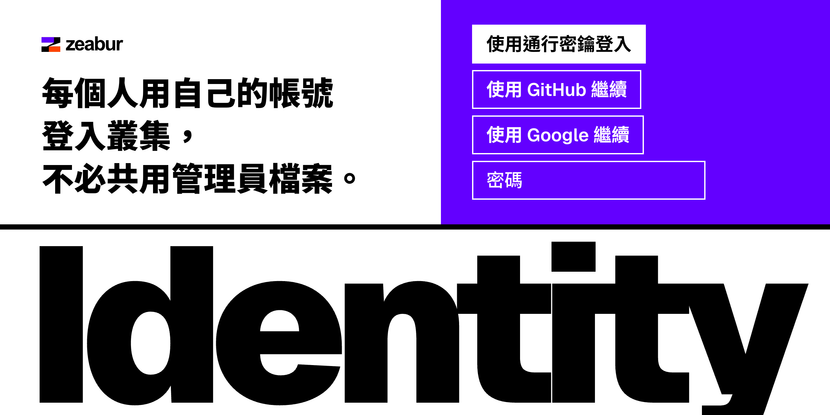 zeabur
每個人用自己的帳號
登入叢集，
不必共用管理員檔案。
使用通行密鑰登入
使用 GitHub 繼續
使用 Google 繼續
密碼
Identity